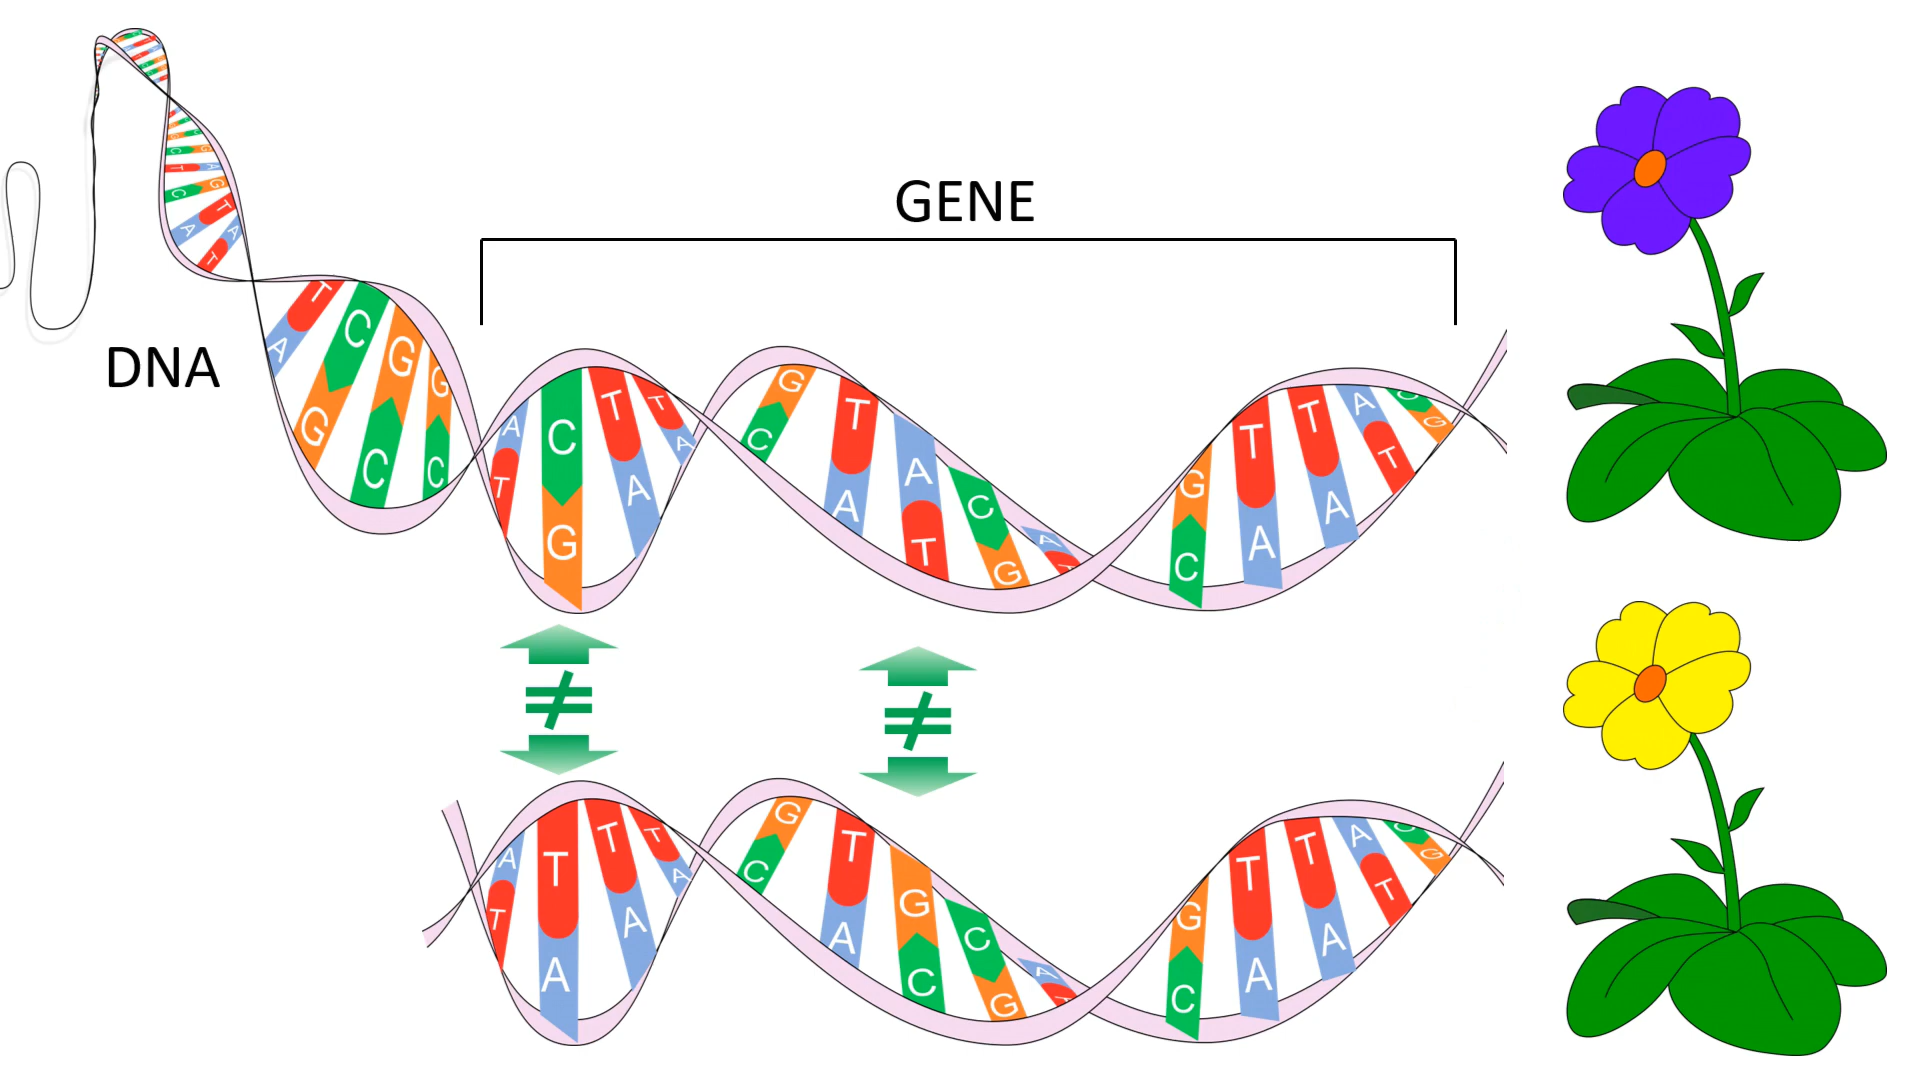 GENE
DNA
T C G G
A G C C
A C T T G T A C A G T T A C
T G A A C A T G T C A A T G
≠ ≠
A T T T G T G C A G T T A C
T A A A C A C G T C A A T G